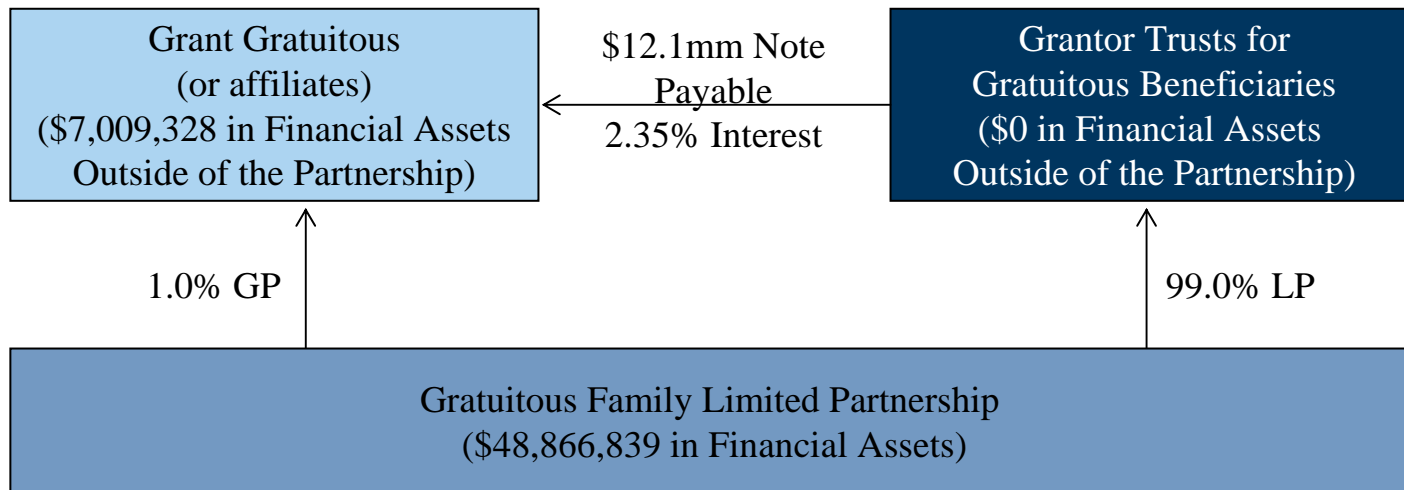 Grant Gratuitous
(or affiliates)
($7,009,328 in Financial Assets
Outside of the Partnership)
$12.1mm Note
Payable
2.35% Interest
Grantor Trusts for
Gratuitous Beneficiaries
($0 in Financial Assets
Outside of the Partnership)
1.0% GP
99.0% LP
Gratuitous Family Limited Partnership
($48,866,839 in Financial Assets)